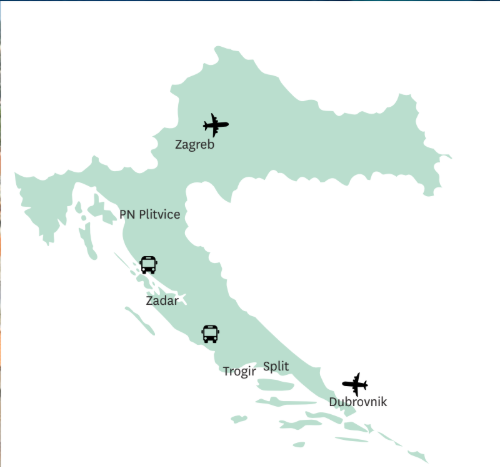 Zagreb
PN Plitvice
Zadar
Trogir
Split
Dubrovnik